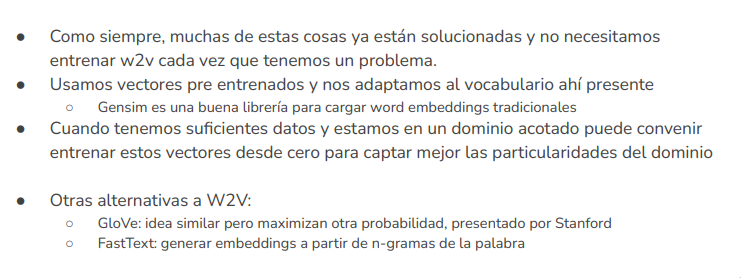 ● Como siempre, muchas de estas cosas ya están solucionadas y no necesitamos
entrenar w2v cada vez que tenemos un problema.
● Usamos vectores pre entrenados y nos adaptamos al vocabulario ahí presente
○ Gensim es una buena librería para cargar word embeddings tradicionales
● Cuando tenemos suficientes datos y estamos en un dominio acotado puede convenir
entrenar estos vectores desde cero para captar mejor las particularidades del dominio
● Otras alternativas a W2V:
○ GloVe: idea similar pero maximizan otra probabilidad, presentado por Stanford
○ FastText: generar embeddings a partir de n-gramas de la palabra